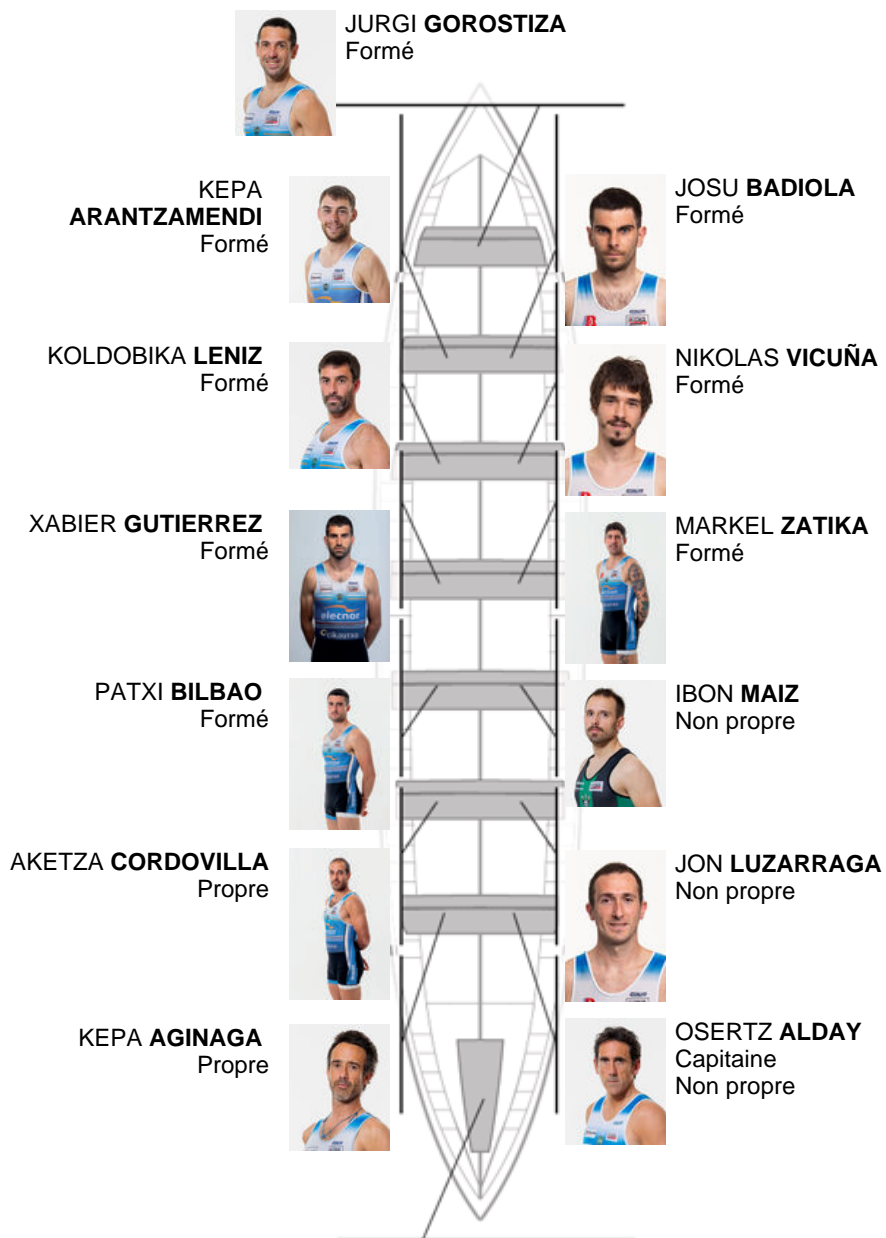 JURGI GOROSTIZA
Formé
KEPA
ARANTZAMENDI
Formé
JOSU BADIOLA
Formé
KOLDOBIKA LENIZ
Formé
NIKOLAS VICUÑA
Formé
XABIER GUTIERREZ
Formé
elecnor
cikautxo
MARKEL ZATIKA
Formé
PATXI BILBAO
Formé
IBON MAIZ
Non propre
AKETZA CORDOVILLA
Propre
JON LUZARRAGA
Non propre
KEPA AGINAGA
Propre
OSERTZ ALDAY
Capitaine
Non propre